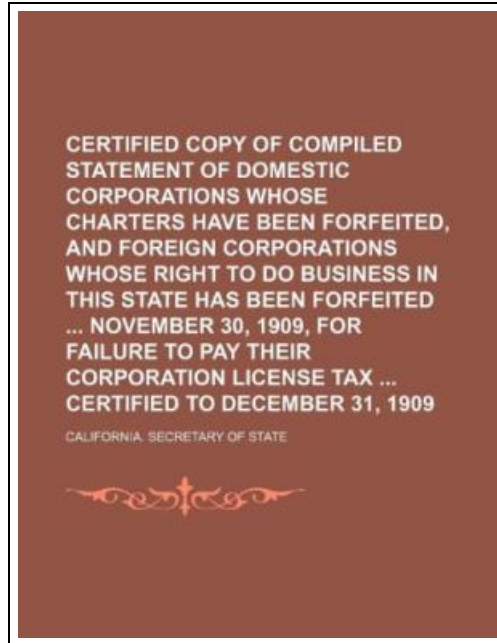 CERTIFIED COPY OF COMPILED
STATEMENT OF DOMESTIC
CORPORATIONS WHOSE
CHARTERS HAVE BEEN FORFEITED,
AND FOREIGN CORPORATIONS
WHOSE RIGHT TO DO BUSINESS IN
THIS STATE HAS BEEN FORFEITED
... NOVEMBER 30, 1909, FOR
FAILURE TO PAY THEIR
CORPORATION LICENSE TAX ...
CERTIFIED TO DECEMBER 31, 1909
CALIFORNIA. SECRETARY OF STATE